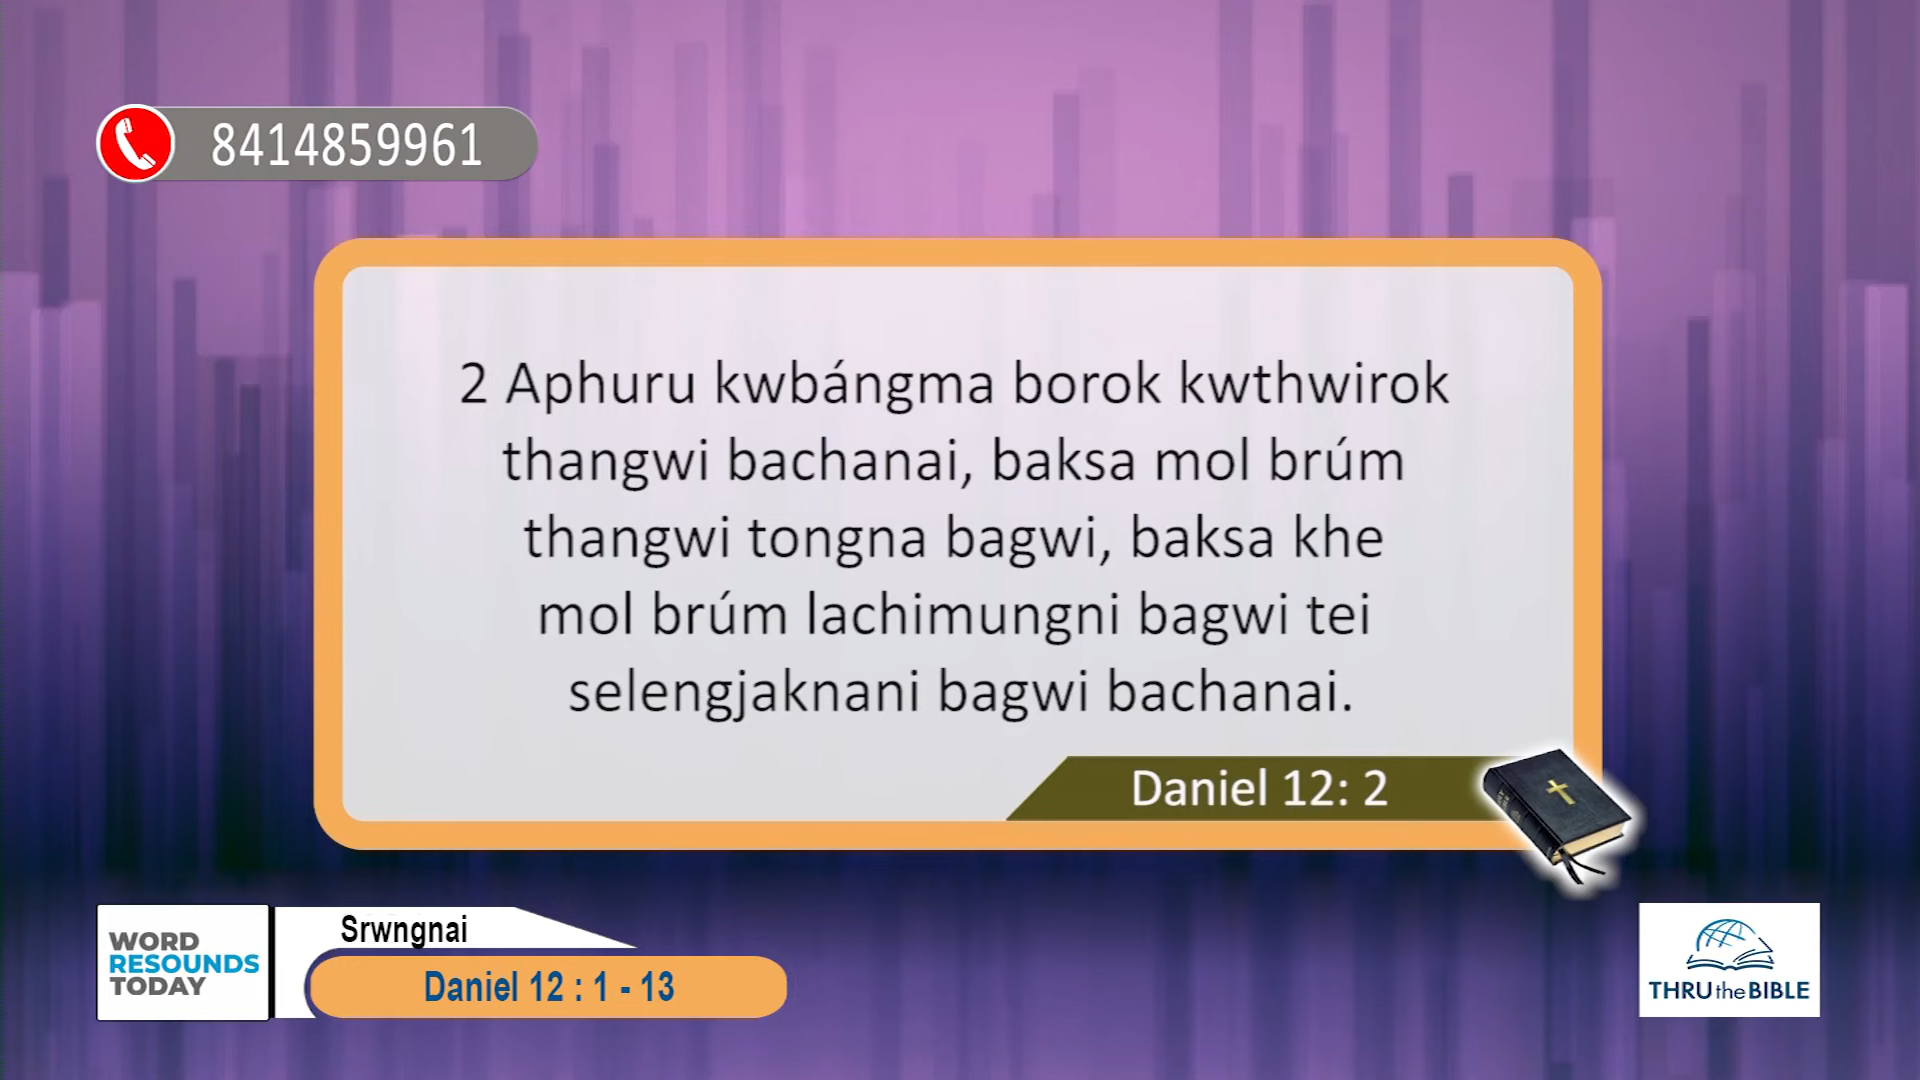 8414859961
2 Aphuru kwbángma borok kwthwirok
thangwi bachanai, baksa mol brúm
thangwi tongna bagwi, baksa khe
mol brúm lachimungni bagwi tei
selengjaknani bagwi bachanai.
Daniel 12: 2
WORD
RESOUNDS
TODAY
Srwngnai
Daniel 12 : 1 - 13
THRU the BIBLE